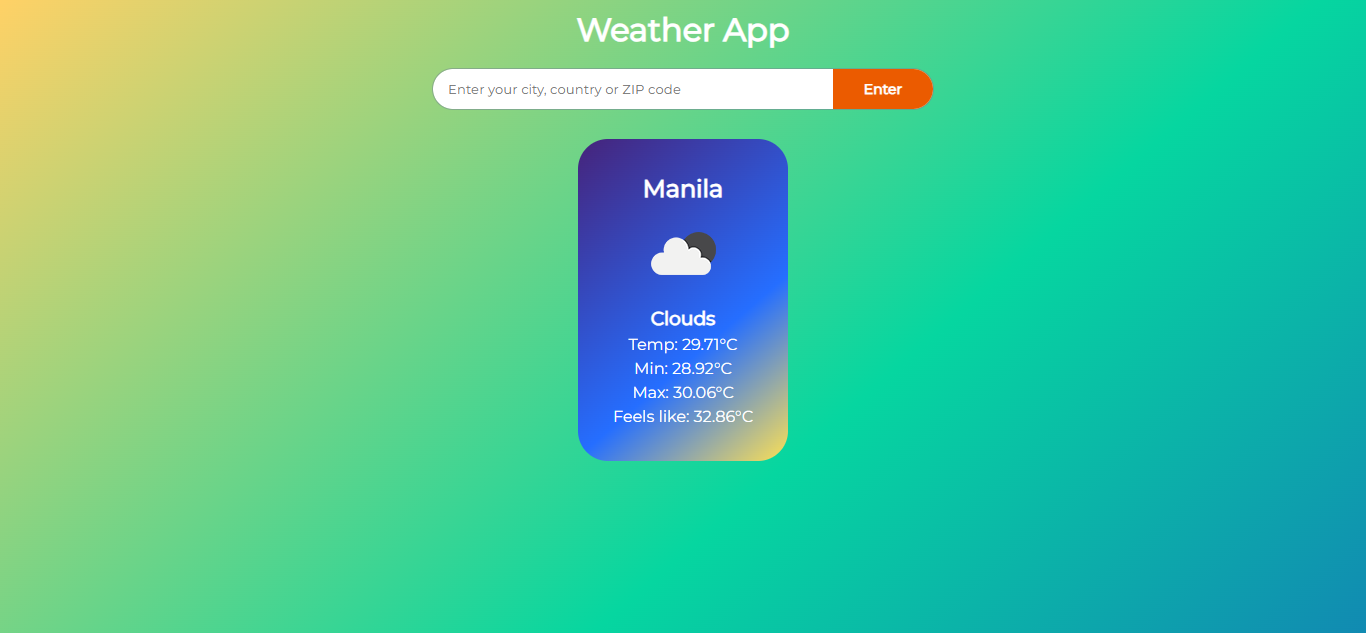 Weather App
Enter your city, country or ZIP code
Enter
Manila
Clouds
Temp: 29.71°C
Min: 28.92°C
Max: 30.06°C
Feels like: 32.86°C